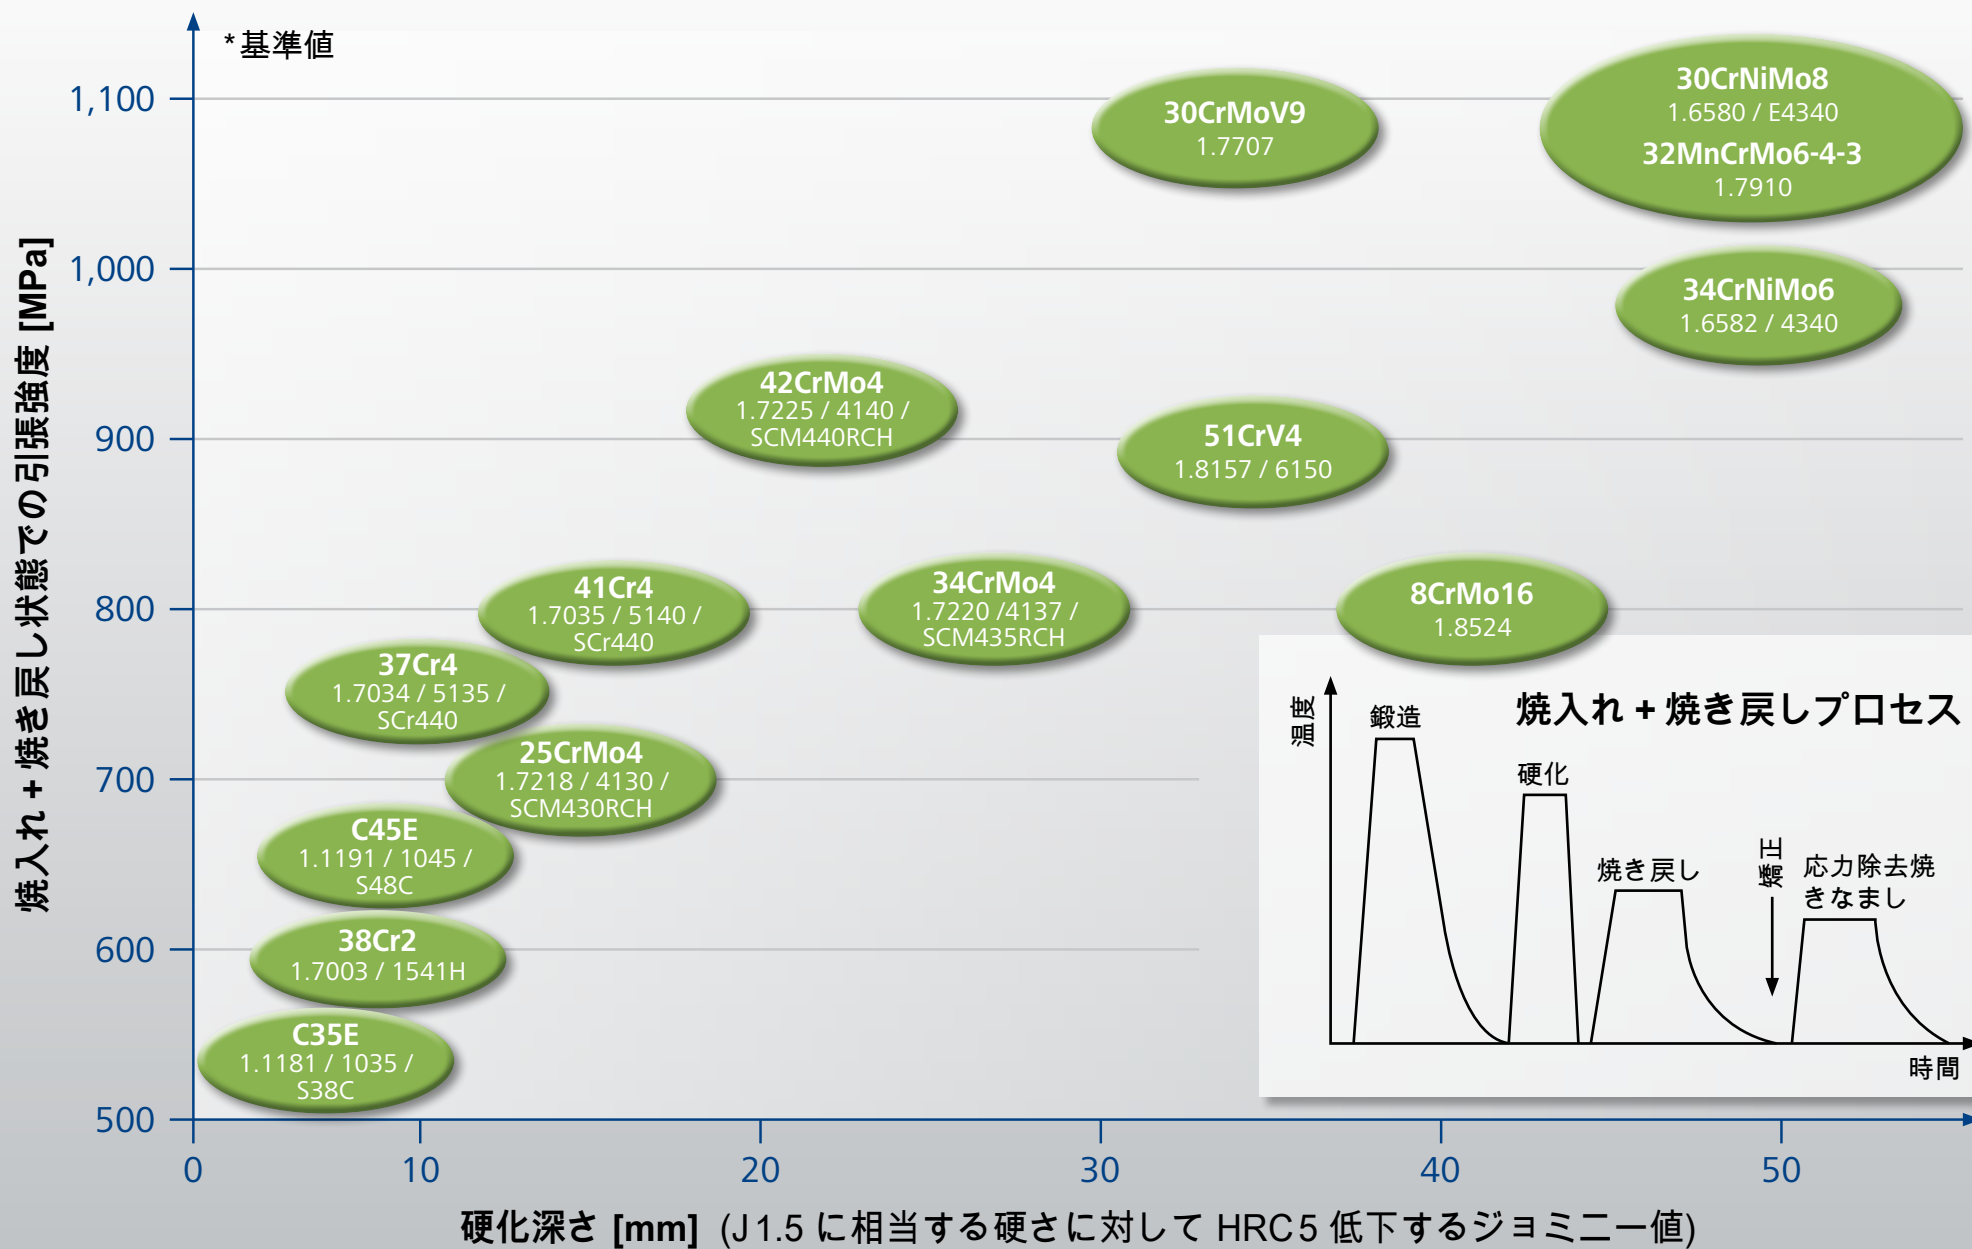 *基準値
焼入れ + 焼き戻し状態での引張強度 [MPa]
1,100
1,000
900
800
700
600
500
30CrMoV9
1.7707
30CrNiMo8
1.6580 / E4340
32MnCrMo6-4-3
1.7910
34CrNiMo6
1.6582 / 4340
42CrMo4
1.7225 / 4140 /
SCM440RCH
51CrV4
1.8157 / 6150
41Cr4
1.7035 / 5140 /
SCr440
34CrMo4
1.7220 /4137 /
SCM435RCH
8CrMo16
1.8524
37Cr4
1.7034 / 5135 /
SCr440
25CrMo4
1.7218 / 4130 /
SCM430RCH
C45E
1.1191 / 1045 /
S48C
38Cr2
1.7003 / 1541H
C35E
1.1181 / 1035 /
S38C
焼入れ + 焼き戻しプロセス
温度
鍛造
硬化
焼き戻し
矯正
応力除去焼
きなまし
時間
0
10
20
30
40
50
硬化深さ [mm] (J1.5 に相当する硬さに対して HRC5 低下するジョミニー値)